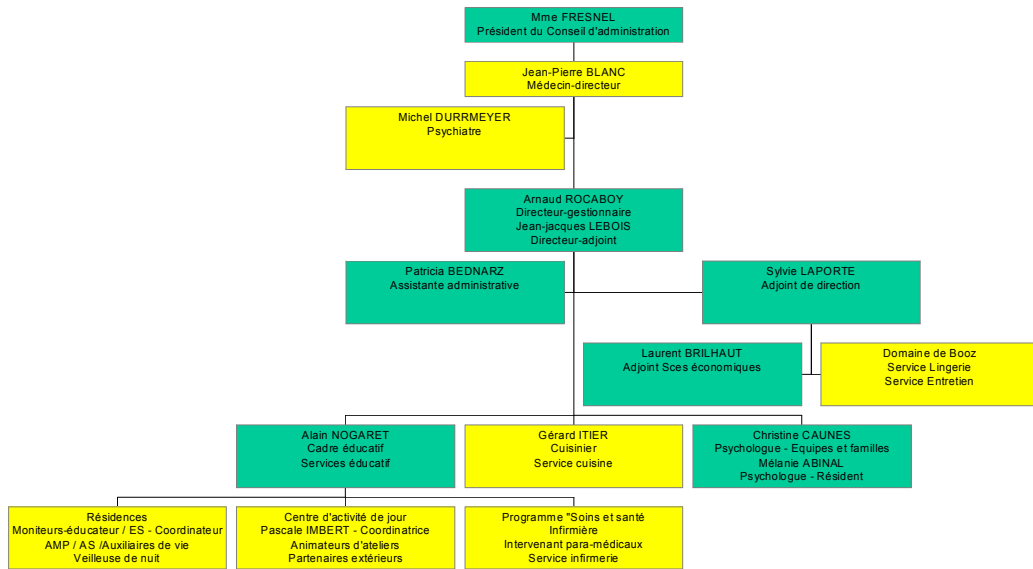 Mme FRESNEL
Président du Conseil d'administration
Jean-Pierre BLANC
Médecin-directeur
Michel DURRMEYER
Psychiatre
Arnaud ROCABOY
Directeur-gestionnaire
Jean-jacques LEBOIS
Directeur-adjoint
Patricia BEDNARZ
Assistante administrative
Sylvie LAPORTE
Adjoint de direction
Laurent BRILHAUT
Adjoint Sces économiques
Domaine de Booz
Service Lingerie
Service Entretien
Alain NOGARET
Cadre éducatif
Services éducatif
Gérard ITIER
Cuisinier
Service cuisine
Christine CAUNES
Psychologue - Equipes et familles
Mélanie ABINAL
Psychologue - Résident
Résidences
Moniteurs-éducateur / ES - Coordinateur
AMP / AS /Auxiliaires de vie
Veilleuse de nuit
Centre d'activité de jour
Pascale IMBERT - Coordinatrice
Animateurs d'ateliers
Partenaires extérieurs
Programme "Soins et santé
Infirmière
Intervenant para-médicaux
Service infirmerie